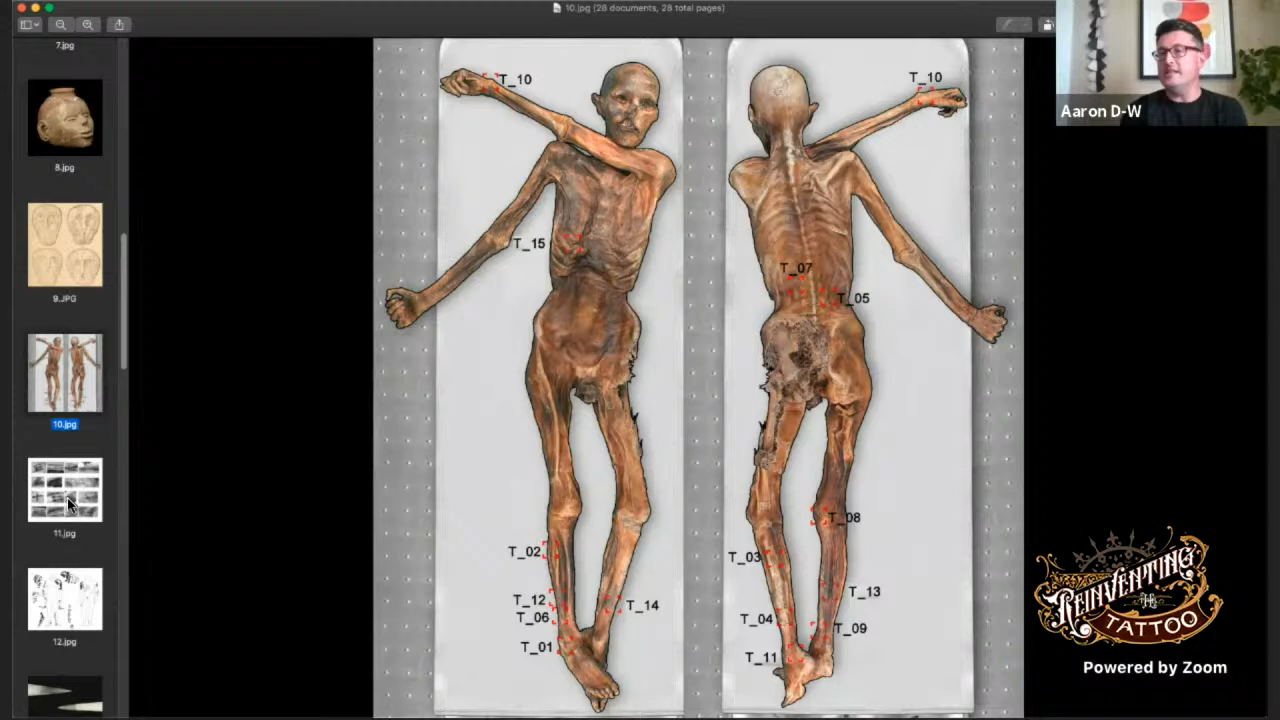 10.jpg (28 documents, 28 total pages)
7.jpg
8.jpg
9.JPG
10.jpg
11.jpg
12.jpg
T_10
T_15
T_02
T_12
T_06
T_01
T_14
T_10
T_07
T_05
T_08
T_03
T_13
T_04
T_09
T_11
Aaron D-W
REINVENTING
THE
TATTOO
Powered by Zoom